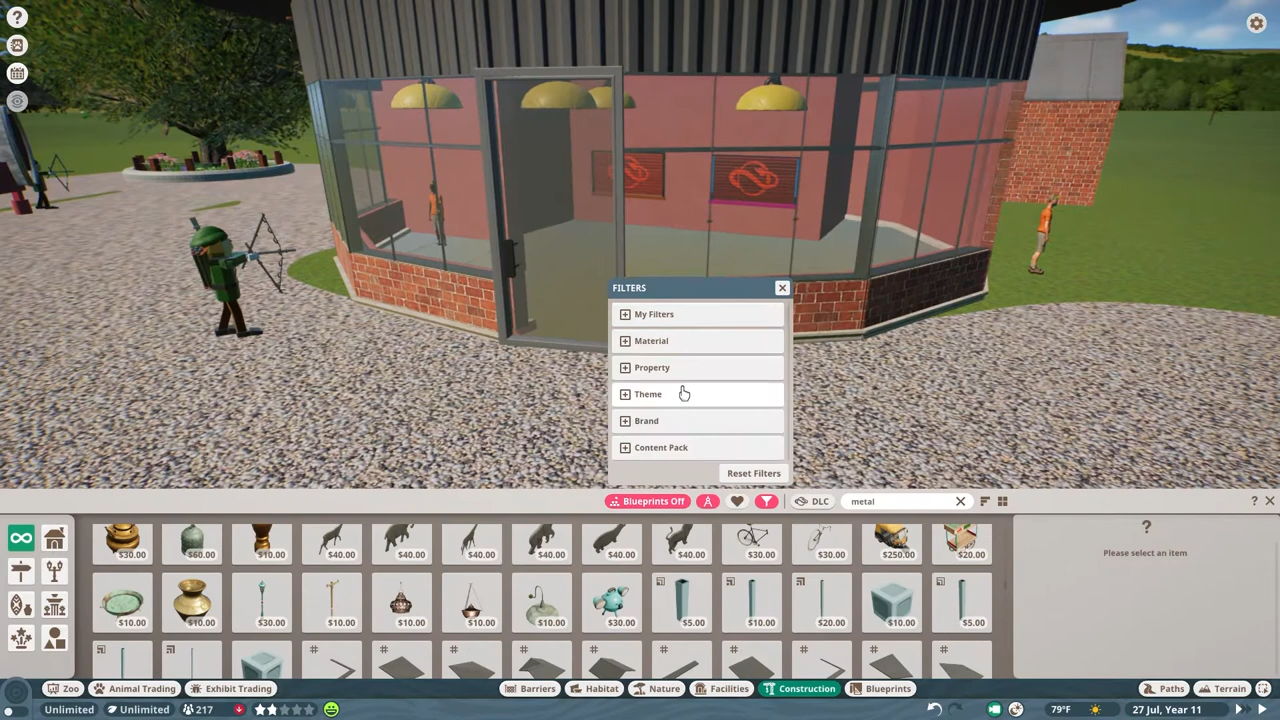 ?
FILTERS
My Filters
Material
Property
Theme
Brand
Content Pack
Reset Filters
Blueprints Off
DLC
metal
?
$30.00 $60.00 $10.00 $40.00 $40.00 $40.00 $40.00 $40.00 $40.00 $30.00 $30.00 $250.00 $20.00
?
Please select an item
$10.00 $10.00 $30.00 $10.00 $10.00 $10.00 $10.00 $30.00 $5.00 $10.00 $20.00 $10.00 $5.00
Zoo Animal Trading Exhibit Trading Barriers Habitat Nature Facilities Construction Blueprints Paths Terrain
Unlimited Unlimited 217 79°F 27 Jul, Year 11